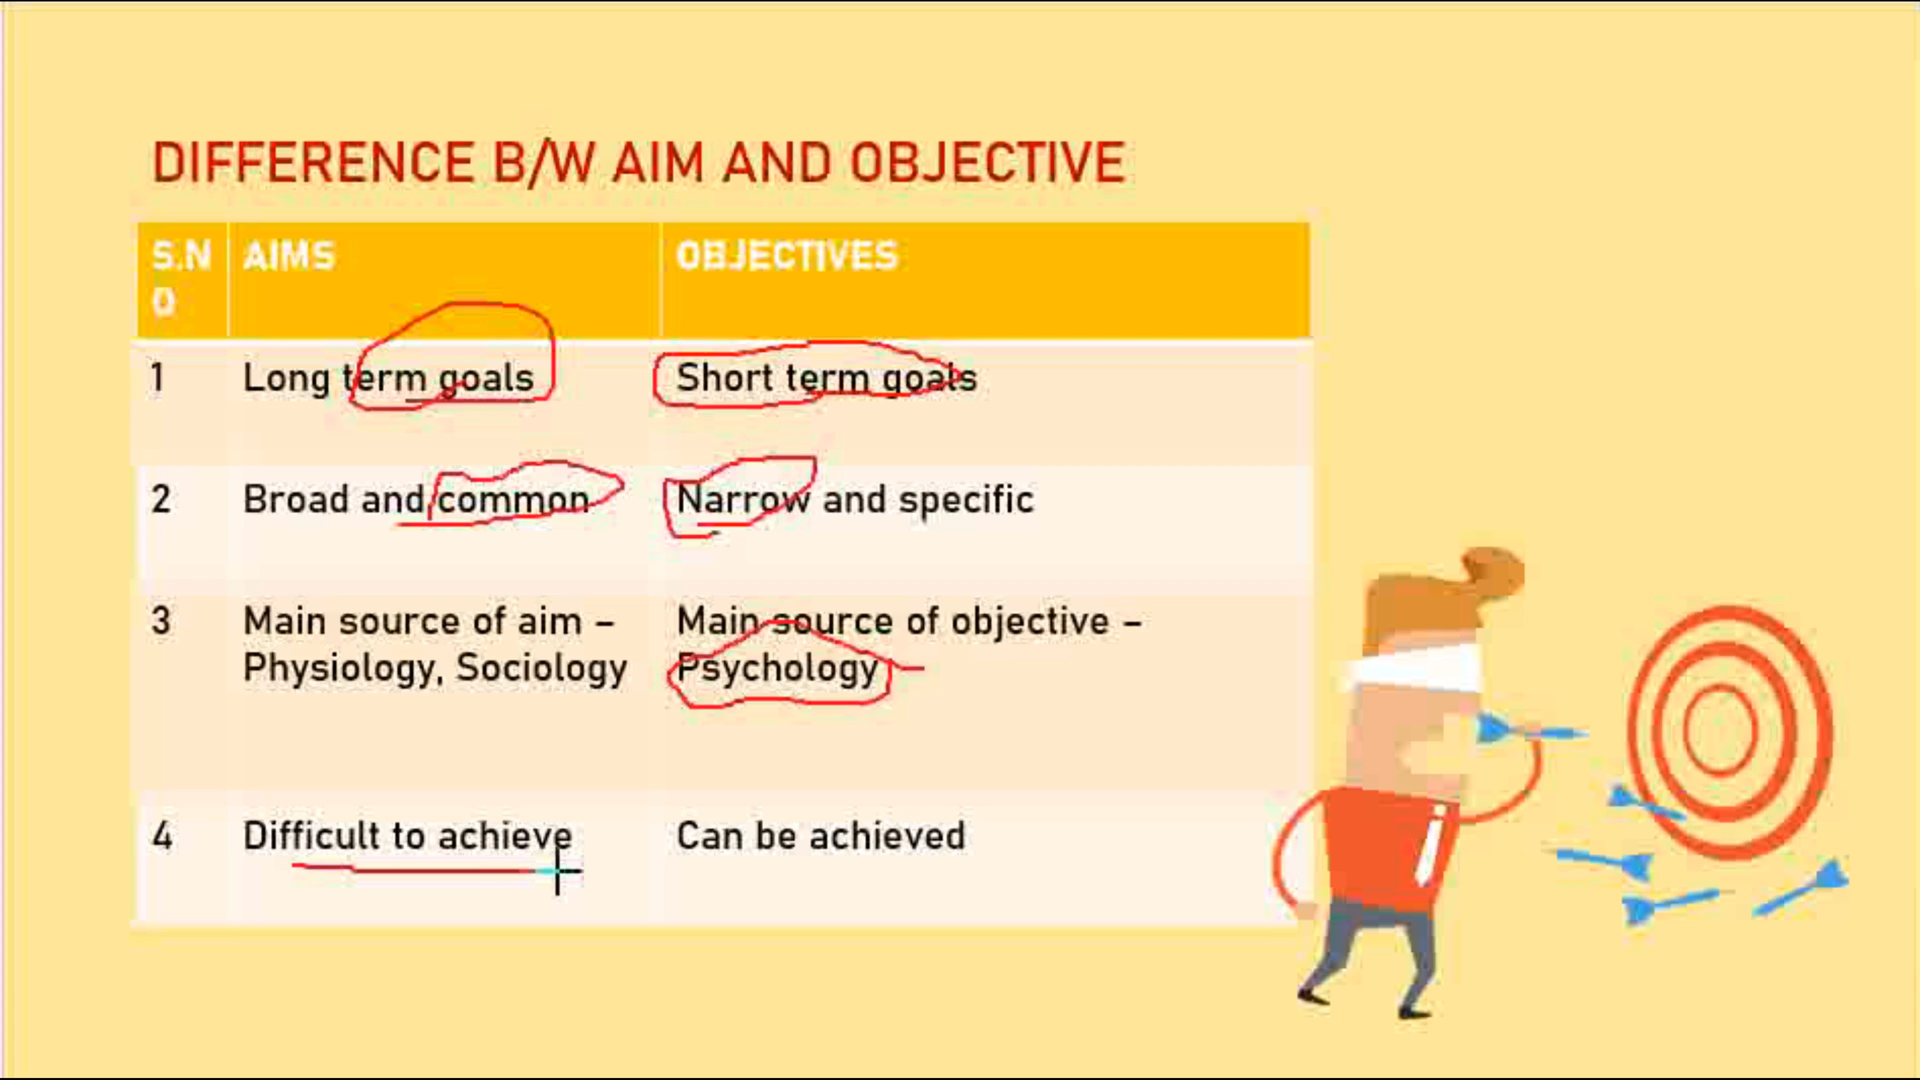 DIFFERENCE B/W AIM AND OBJECTIVE
S.N
O
AIMS
OBJECTIVES
1
Long term goals
Short term goals
2
Broad and common
Narrow and specific
3
Main source of aim –
Physiology, Sociology
Main source of objective –
Psychology
4
Difficult to achieve
Can be achieved